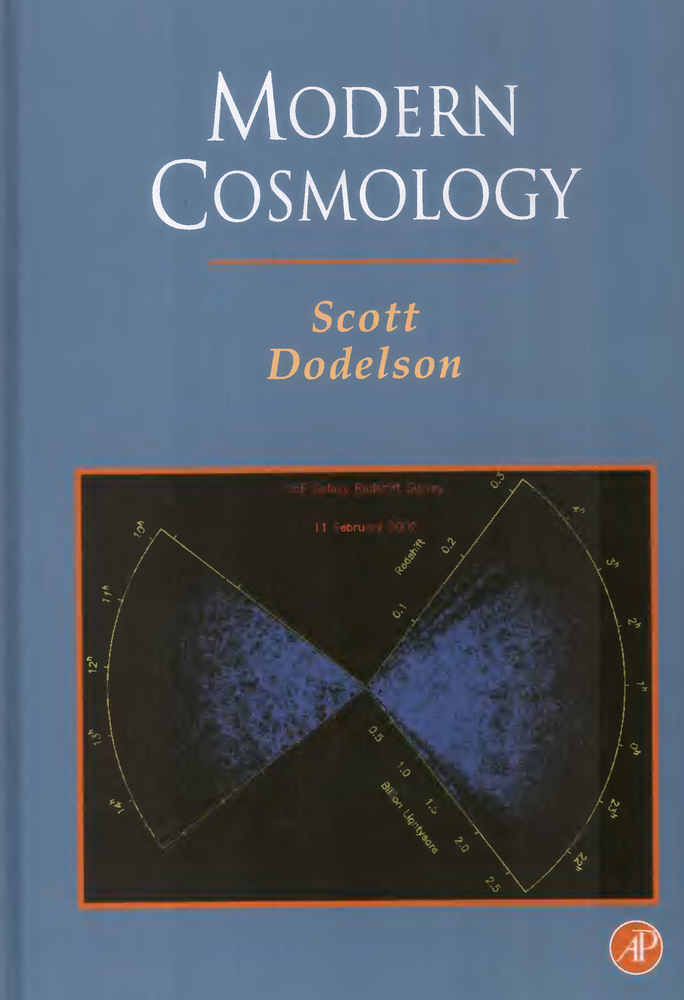 MODERN
COSMOLOGY
Scott
Dodelson
Galaxy Redshift Survey
11 February 2002
0.3
4h
10h
Redshift
0.2
3h
11h
0.1
2h
12h
1h
13h
0.5
0h
1.0
Billion Lightyears
14h
1.5
23h
2.0
22h
2.5
AP